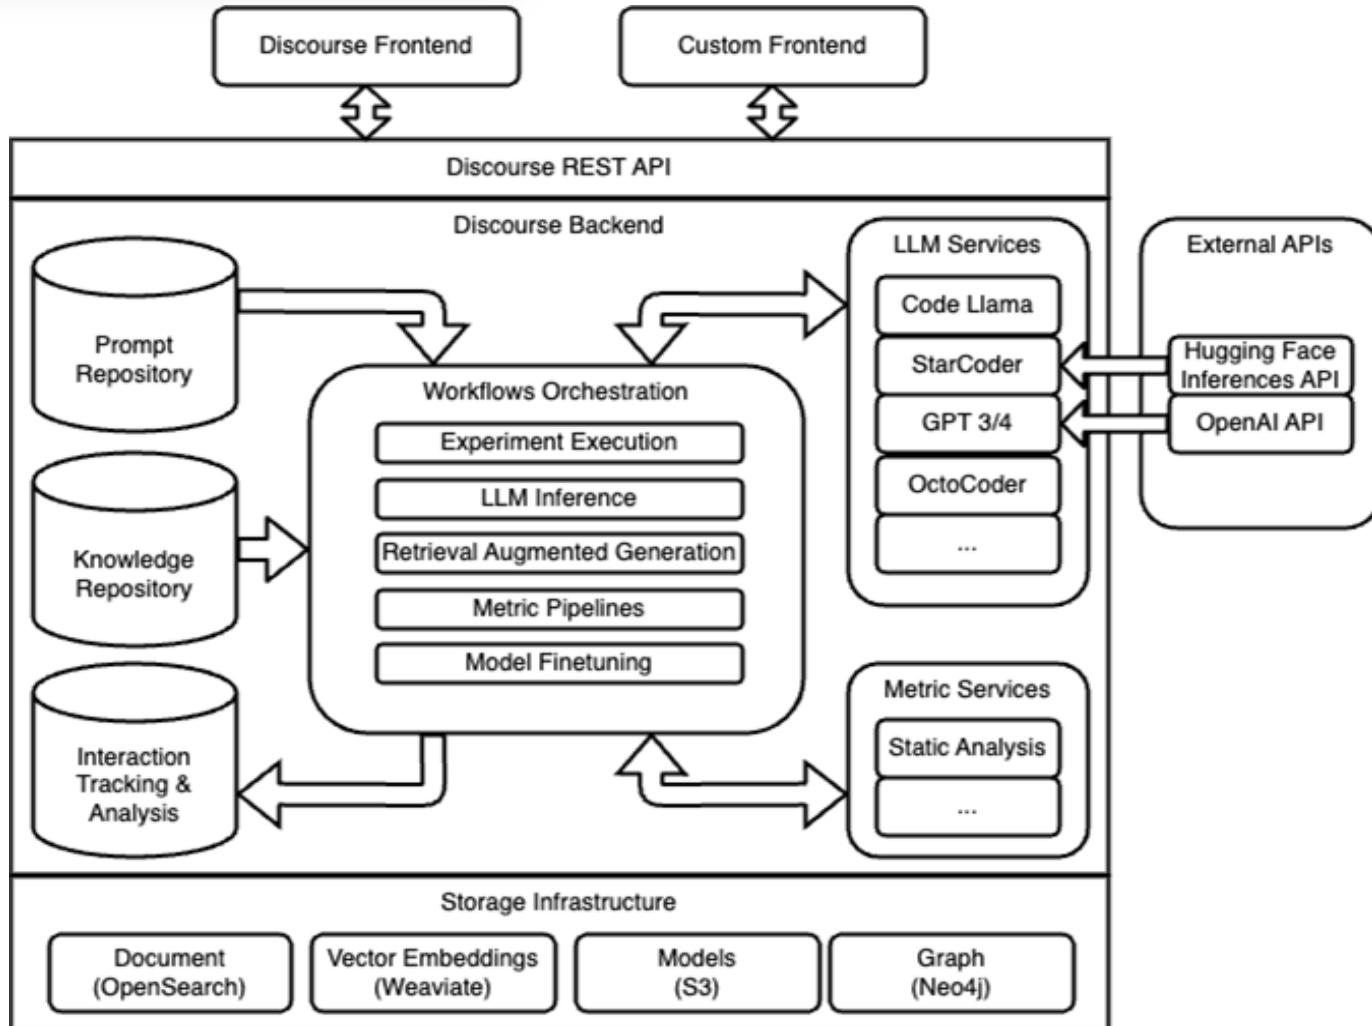 Discourse Frontend
Custom Frontend
Discourse REST API
Discourse Backend
Prompt
Repository
Knowledge
Repository
Interaction
Tracking &
Analysis
Workflows Orchestration
Experiment Execution
LLM Inference
Retrieval Augmented Generation
Metric Pipelines
Model Finetuning
LLM Services
Code Llama
StarCoder
GPT 3/4
OctoCoder
...
Metric Services
Static Analysis
...
External APIs
Hugging Face
Inferences API
OpenAI API
Storage Infrastructure
Document
(OpenSearch)
Vector Embeddings
(Weaviate)
Models
(S3)
Graph
(Neo4j)